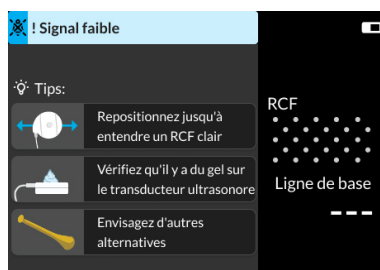 ! Signal faible
Tips:
RCF
Repositionnez jusqu'à
entendre un RCF clair
Vérifiez qu'il y a du gel sur
le transducteur ultrasonore
Ligne de base
---
Envisagez d'autres
alternatives